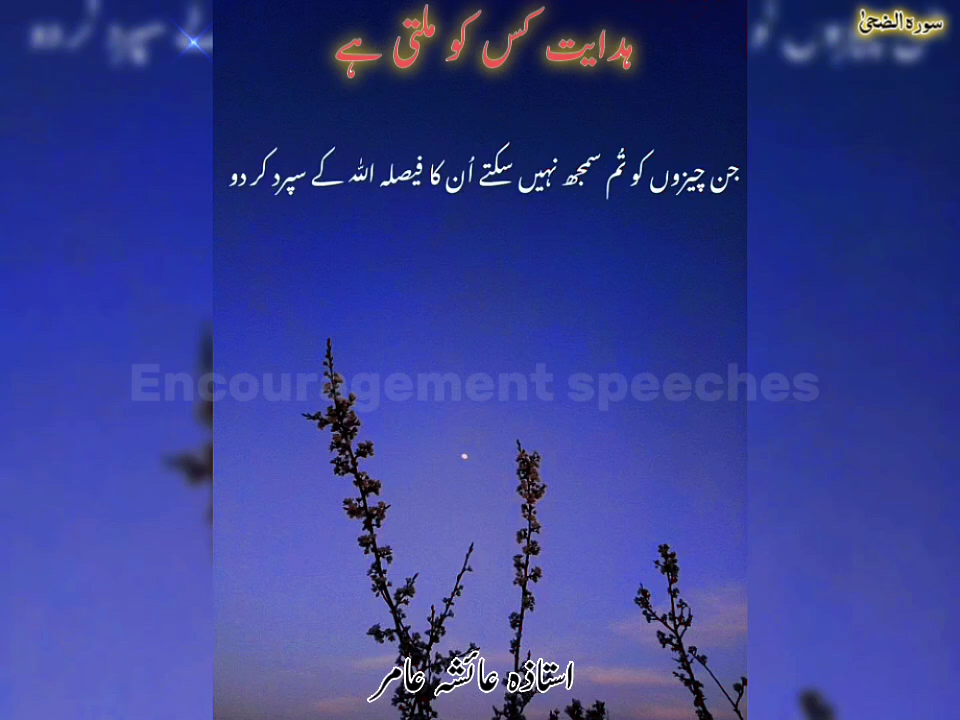 سورۃ الضحیٰ
ہدایت کس کو ملتی ہے
جن چیزوں کو تُم سمجھ نہیں سکتے اُن کا فیصلہ اللہ کے سپرد کر دو
Encouragement speeches
استاذہ عائشہ عامر